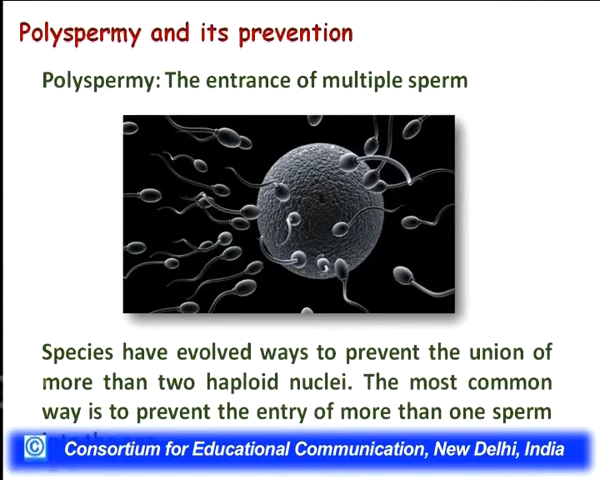 Polyspermy and its prevention
Polyspermy: The entrance of multiple sperm
Species have evolved ways to prevent the union of
more than two haploid nuclei. The most common
way is to prevent the entry of more than one sperm
© Consortium for Educational Communication, New Delhi, India